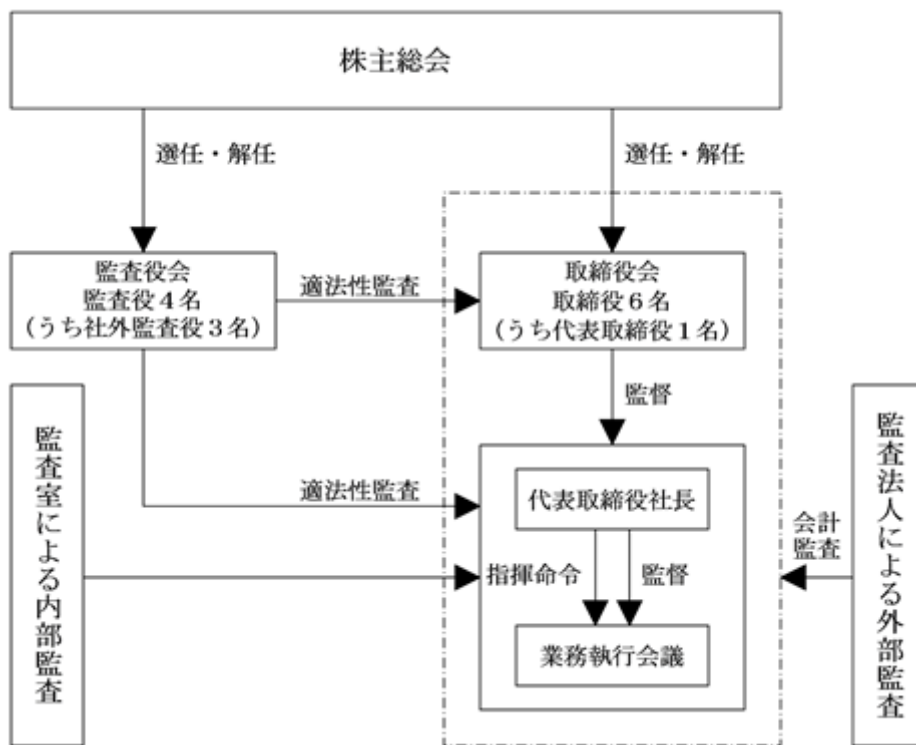 株主総会
選任・解任
選任・解任
監査役会
監査役4名
（うち社外監査役3名）
適法性監査
取締役会
取締役6名
（うち代表取締役1名）
監督
監査室による内部監査
適法性監査
代表取締役社長
指揮命令
監督
業務執行会議
会計
監査
監査法人による外部監査